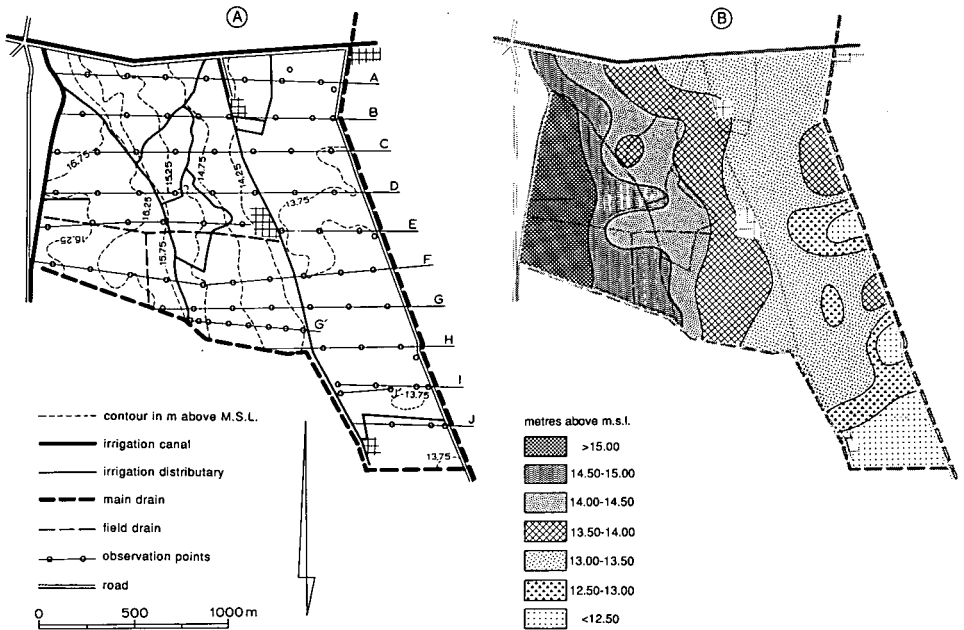 A
B
A
B
C
D
E
F
G
G'
H
I
J
16.75
16.25
15.75
15.25
14.75
14.25
13.75
16.25
13.75
13.75
contour in m above M.S.L.
irrigation canal
irrigation distributary
main drain
field drain
observation points
road
0 500 1000 m
metres above m.s.l.
>15.00
14.50-15.00
14.00-14.50
13.50-14.00
13.00-13.50
12.50-13.00
<12.50